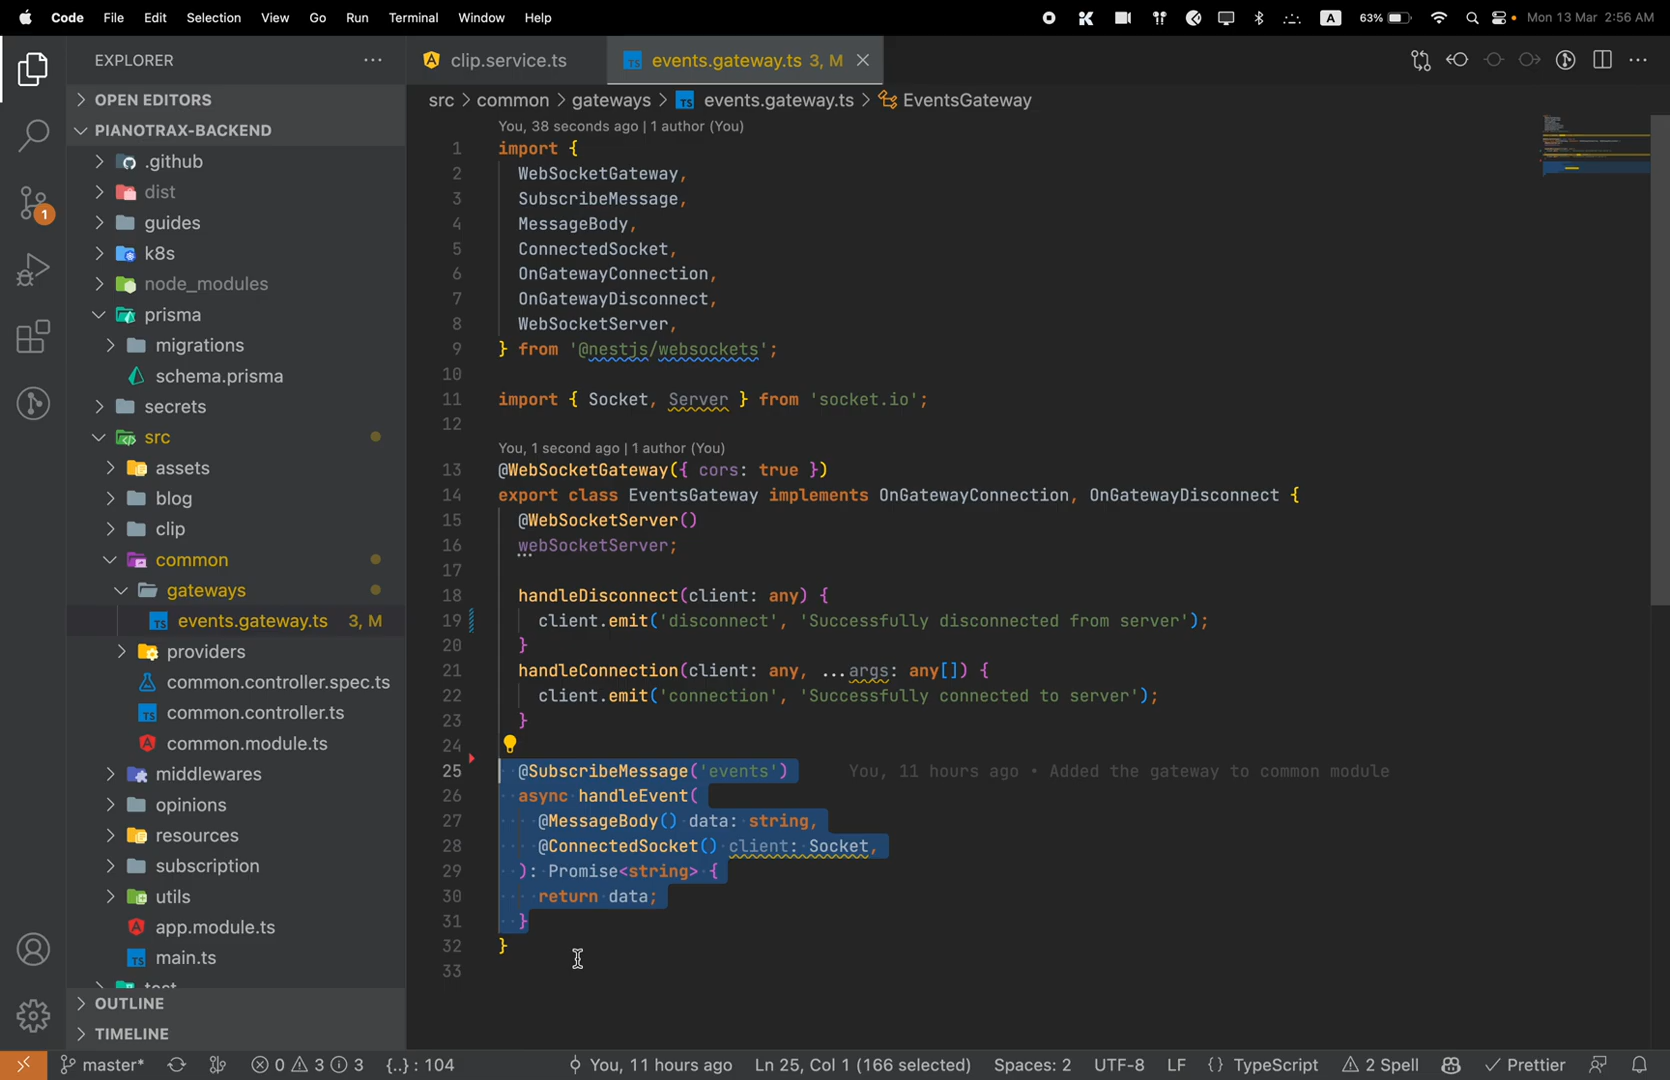 Code File Edit Selection View Go Run Terminal Window Help A 63% Mon 13 Mar 2:56 AM
EXPLORER
OPEN EDITORS
PIANOTRAX-BACKEND
.github
dist
guides
k8s
node_modules
prisma
migrations
schema.prisma
secrets
src
assets
blog
clip
common
gateways
events.gateway.ts 3, M
providers
common.controller.spec.ts
common.controller.ts
common.module.ts
middlewares
opinions
resources
subscription
utils
app.module.ts
main.ts
OUTLINE
TIMELINE
1
clip.service.ts
TS events.gateway.ts 3, M
src > common > gateways > TS events.gateway.ts > EventsGateway
You, 38 seconds ago | 1 author (You)
1 import {
2 WebSocketGateway,
3 SubscribeMessage,
4 MessageBody,
5 ConnectedSocket,
6 OnGatewayConnection,
7 OnGatewayDisconnect,
8 WebSocketServer,
9 } from '@nestjs/websockets';
10
11 import { Socket, Server } from 'socket.io';
12
You, 1 second ago | 1 author (You)
13 @WebSocketGateway({ cors: true })
14 export class EventsGateway implements OnGatewayConnection, OnGatewayDisconnect {
15 @WebSocketServer()
16 webSocketServer;
17
18 handleDisconnect(client: any) {
19 client.emit('disconnect', 'Successfully disconnected from server');
20 }
21 handleConnection(client: any, ...args: any[]) {
22 client.emit('connection', 'Successfully connected to server');
23 }
24
25 @SubscribeMessage('events') You, 11 hours ago • Added the gateway to common module
26 async handleEvent(
27 @MessageBody() data: string,
28 @ConnectedSocket() client: Socket,
29 ): Promise<string> {
30 return data;
31 }
32 }
33
master* 0 3 3 {..} : 104 You, 11 hours ago Ln 25, Col 1 (166 selected) Spaces: 2 UTF-8 LF {} TypeScript 2 Spell Prettier